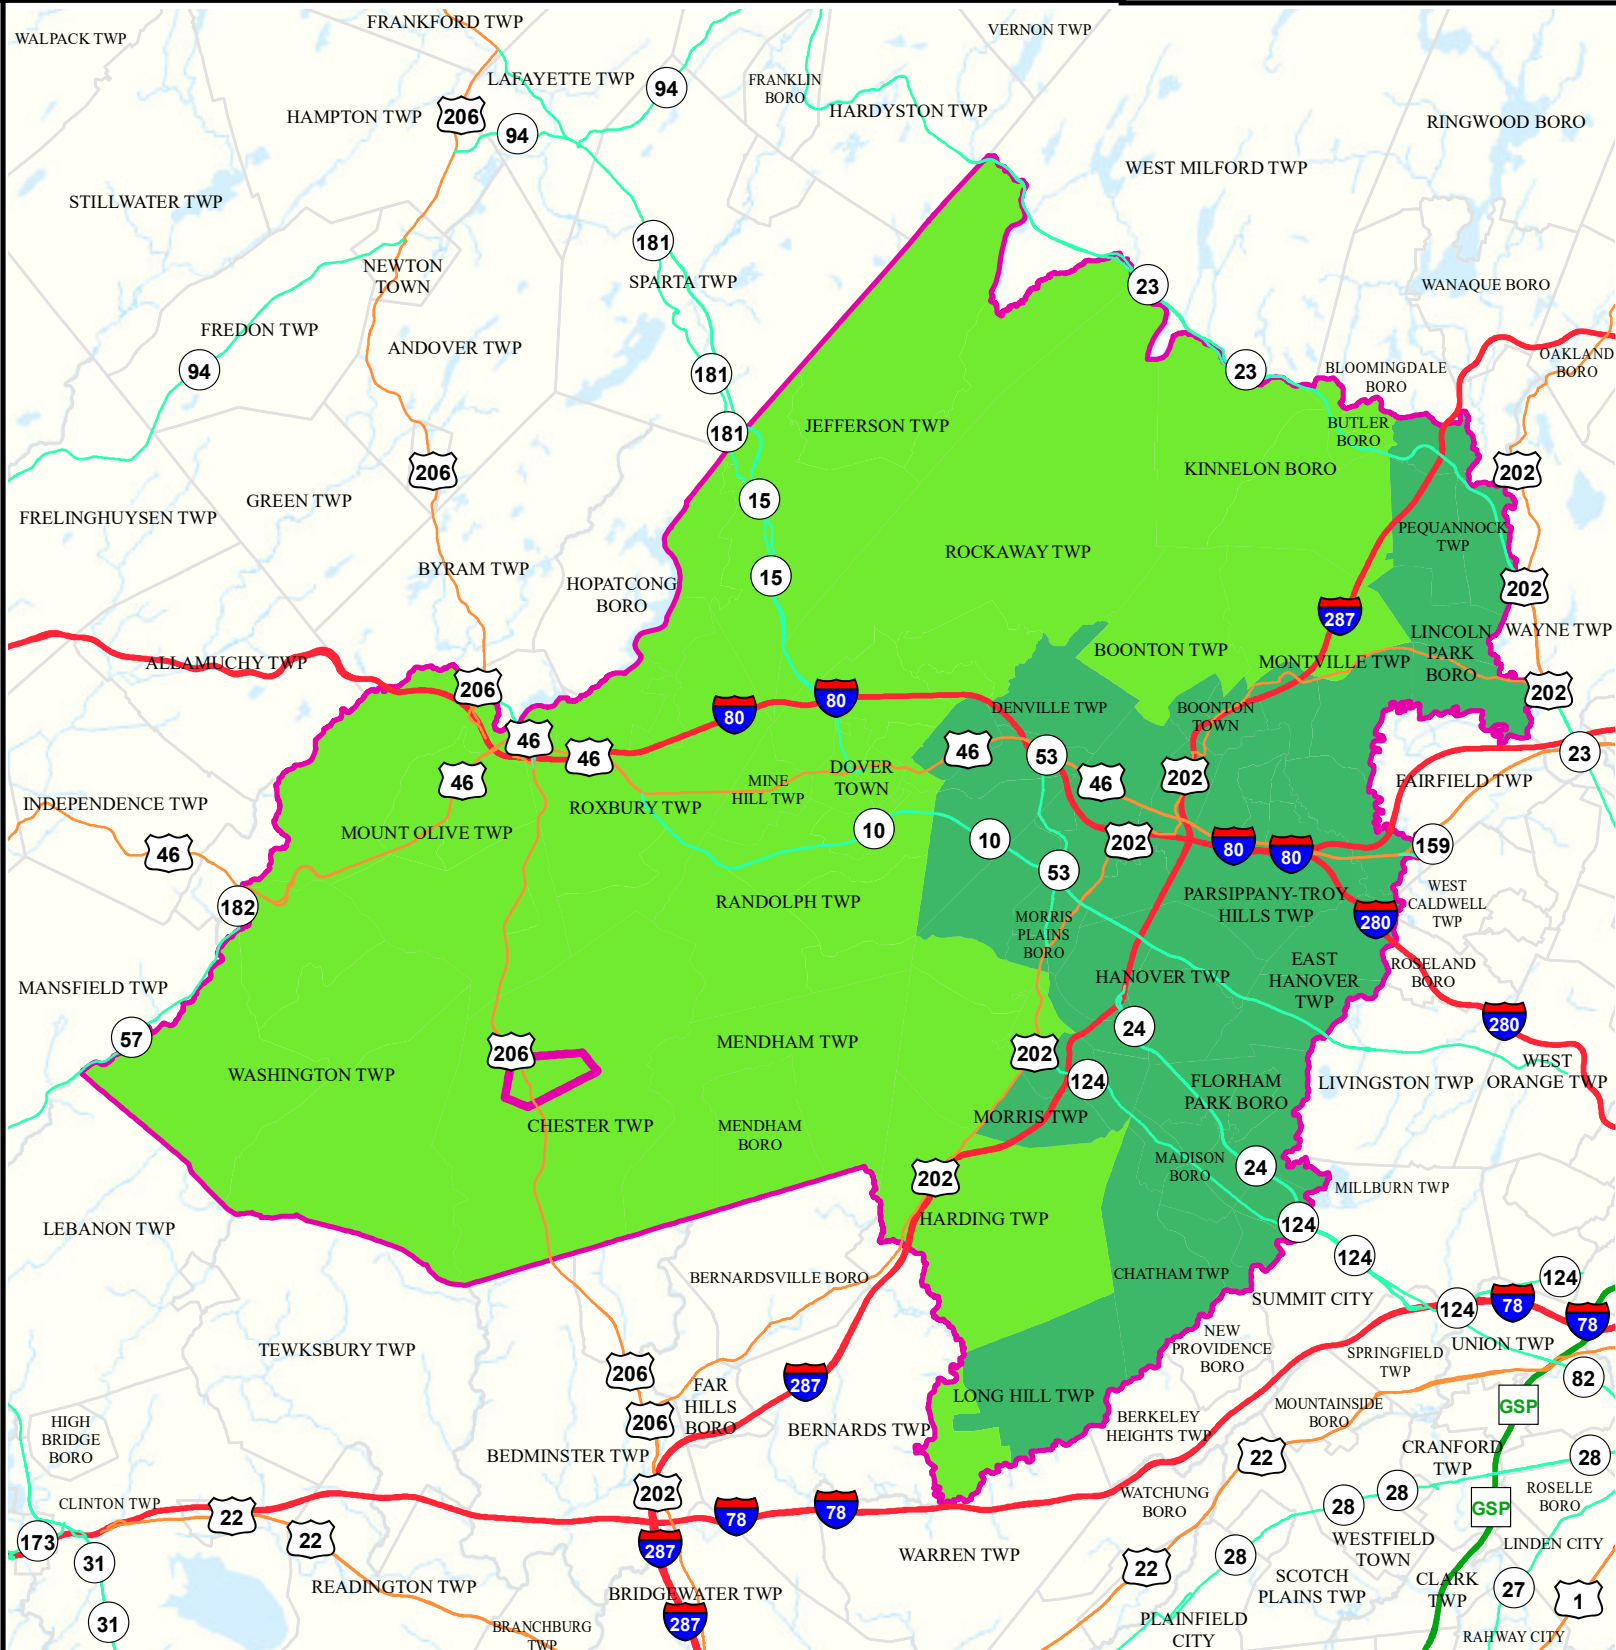 FRANKFORD TWP
WALPACK TWP
VERNON TWP
LAFAYETTE TWP
94
FRANKLIN
BORO
HARDYSTON TWP
HAMPTON TWP
206
94
RINGWOOD BORO
WEST MILFORD TWP
STILLWATER TWP
181
NEWTON
TOWN
SPARTA TWP
23
WANAQUE BORO
FREDON TWP
ANDOVER TWP
94
181
23
BLOOMINGDALE
BORO
OAKLAND
BORO
181
JEFFERSON TWP
BUTLER
BORO
206
KINNELON BORO
202
GREEN TWP
15
FRELINGHUYSEN TWP
PEQUANNOCK
TWP
ROCKAWAY TWP
BYRAM TWP
15
HOPATCONG
BORO
202
287
LINCOLN
PARK
BORO
WAYNE TWP
BOONTON TWP
ALLAMUCHY TWP
MONTVILLE TWP
206
80
80
202
DENVILLE TWP
BOONTON
TOWN
46
46
46
53
23
46
46
202
MINE
HILL TWP
DOVER
TOWN
FAIRFIELD TWP
INDEPENDENCE TWP
ROXBURY TWP
MOUNT OLIVE TWP
10
10
202
80
80
159
46
53
182
RANDOLPH TWP
PARSIPPANY-TROY
HILLS TWP
WEST
CALDWELL
TWP
280
MORRIS
PLAINS
BORO
HANOVER TWP
EAST
HANOVER
TWP
ROSELAND
BORO
MANSFIELD TWP
57
24
280
MENDHAM TWP
206
202
WASHINGTON TWP
124
FLORHAM
PARK BORO
LIVINGSTON TWP
WEST
ORANGE TWP
CHESTER TWP
MENDHAM
BORO
MORRIS TWP
MADISON
BORO
24
202
MILLBURN TWP
LEBANON TWP
HARDING TWP
124
124
BERNARDSVILLE BORO
CHATHAM TWP
124
SUMMIT CITY
124
78
78
TEWKSBURY TWP
NEW
PROVIDENCE
BORO
UNION TWP
SPRINGFIELD
TWP
206
287
82
FAR
HILLS
BORO
LONG HILL TWP
GSP
206
MOUNTAINSIDE
BORO
HIGH
BRIDGE
BORO
BERNARDS TWP
BERKELEY
HEIGHTS TWP
BEDMINSTER TWP
22
CRANFORD
TWP
28
202
CLINTON TWP
WATCHUNG
BORO
28
28
ROSELLE
BORO
22
78
78
GSP
173
22
287
WARREN TWP
WESTFIELD
TOWN
LINDEN CITY
31
28
22
READINGTON TWP
BRIDGEWATER TWP
SCOTCH
PLAINS TWP
CLARK
TWP
27
1
31
287
BRANCHBURG
TWP
PLAINFIELD
CITY
RAHWAY CITY